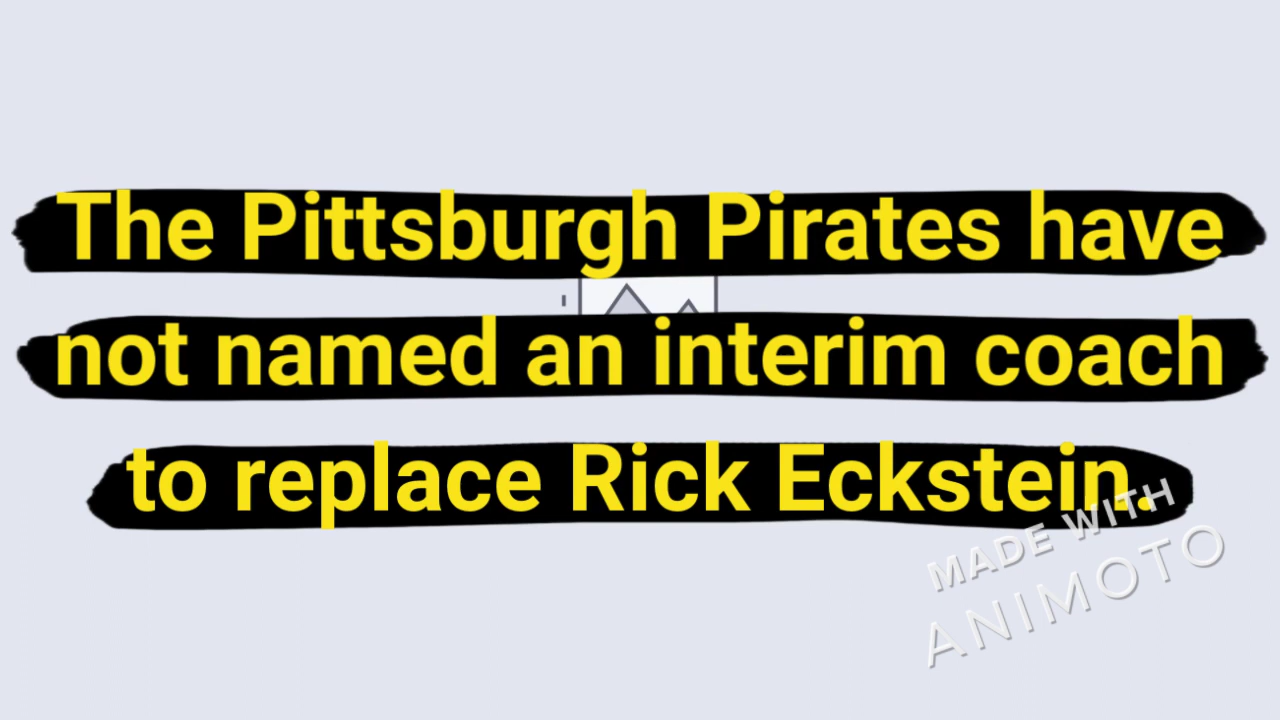 The Pittsburgh Pirates have
not named an interim coach
to replace Rick Eckstein.
MADE WITH
ANIMOTO